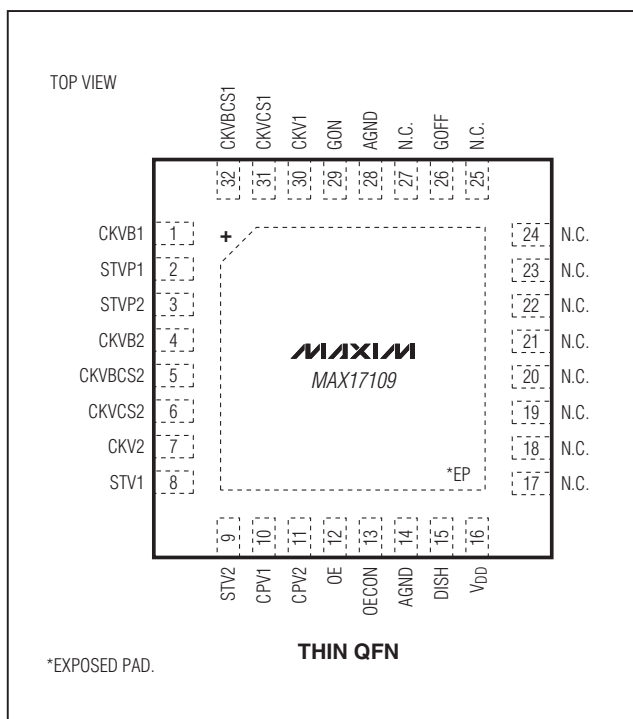 TOP VIEW
CKVBCS1
CKVCS1
CKV1
GON
AGND
N.C.
GOFF
N.C.
32
31
30
29
28
27
26
25
CKVB1 1 + 24 N.C.
STVP1 2 23 N.C.
STVP2 3 22 N.C.
CKVB2 4 21 N.C.
MAXIM
CKVBCS2 5 20 N.C.
MAX17109
CKVCS2 6 19 N.C.
CKV2 7 18 N.C.
STV1 8 *EP 17 N.C.
9
10
11
12
13
14
15
16
STV2
CPV1
CPV2
OE
OECON
AGND
DISH
VDD
THIN QFN
*EXPOSED PAD.